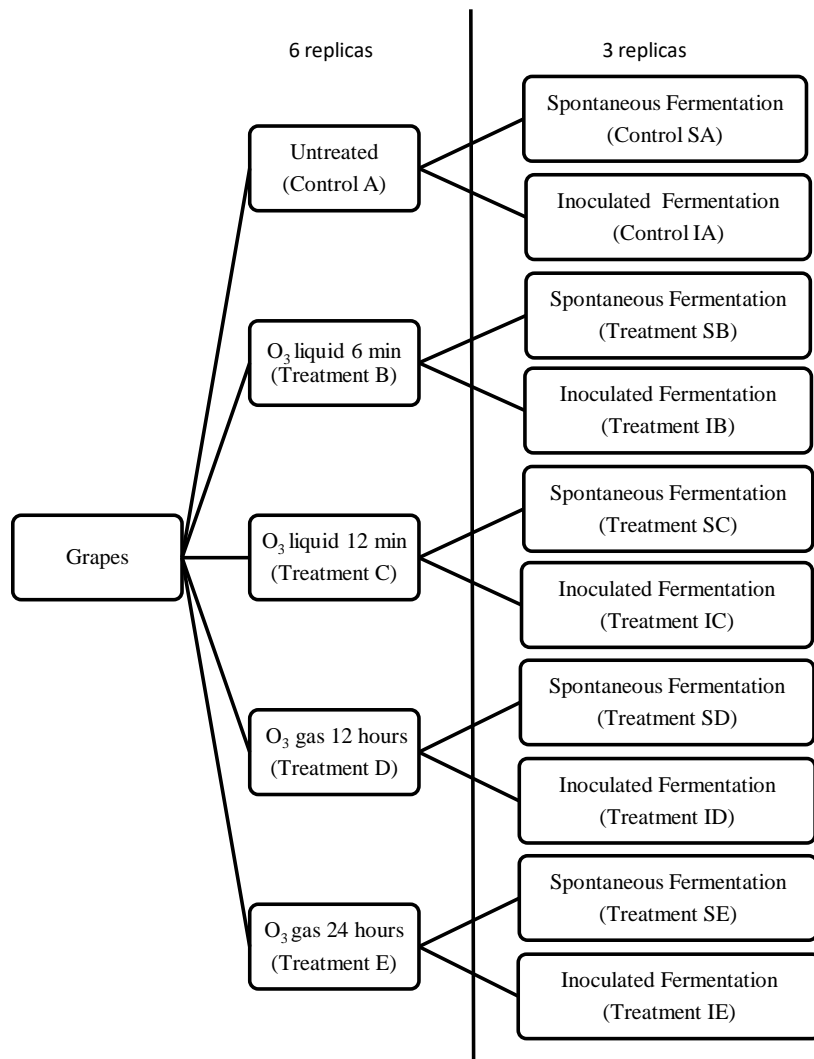 6 replicas
3 replicas
Grapes
Untreated
(Control A)
Spontaneous Fermentation
(Control SA)
Inoculated Fermentation
(Control IA)
O₃ liquid 6 min
(Treatment B)
Spontaneous Fermentation
(Treatment SB)
Inoculated Fermentation
(Treatment IB)
O₃ liquid 12 min
(Treatment C)
Spontaneous Fermentation
(Treatment SC)
Inoculated Fermentation
(Treatment IC)
O₃ gas 12 hours
(Treatment D)
Spontaneous Fermentation
(Treatment SD)
Inoculated Fermentation
(Treatment ID)
O₃ gas 24 hours
(Treatment E)
Spontaneous Fermentation
(Treatment SE)
Inoculated Fermentation
(Treatment IE)